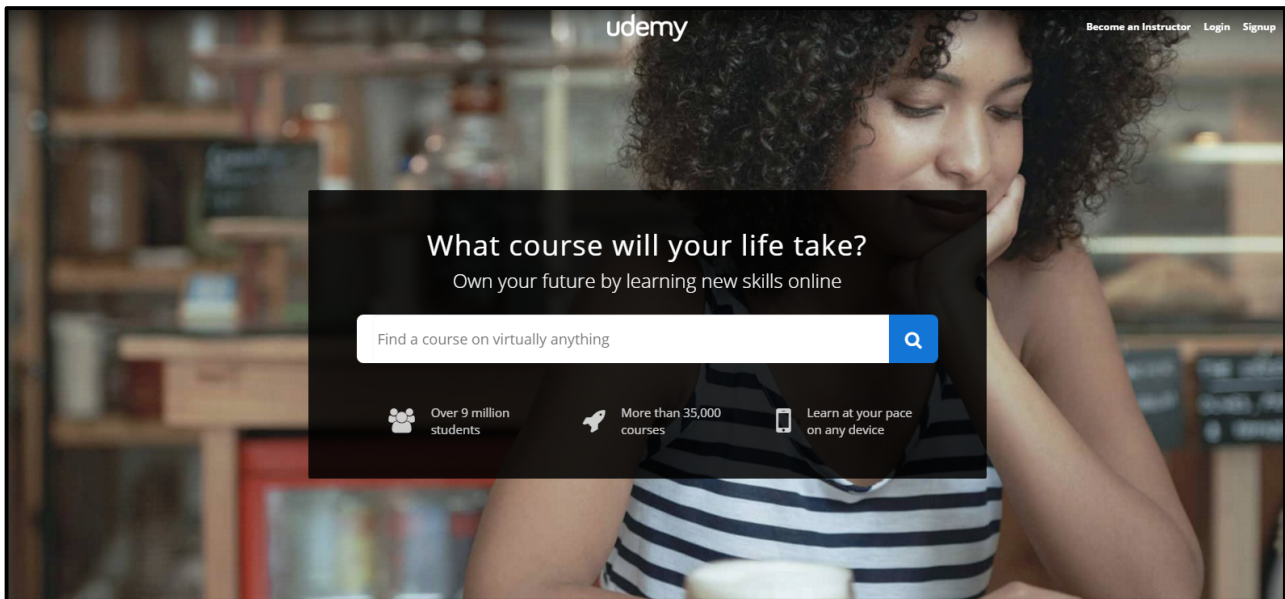 udemy
Become an Instructor Login Signup
What course will your life take?
Own your future by learning new skills online
Find a course on virtually anything
Over 9 million
students
More than 35,000
courses
Learn at your pace
on any device